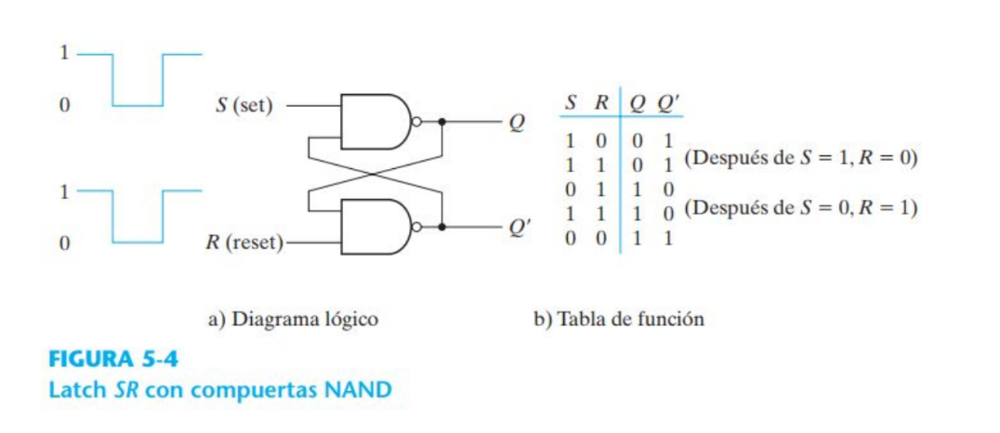 1
0
S (set)
Q
1
0
R (reset)
Q′
S R Q Q′
1 0 0 1
1 1 0 1 (Después de S = 1, R = 0)
0 1 1 0
1 1 1 0 (Después de S = 0, R = 1)
0 0 1 1
a) Diagrama lógico
b) Tabla de función
FIGURA 5-4
Latch SR con compuertas NAND